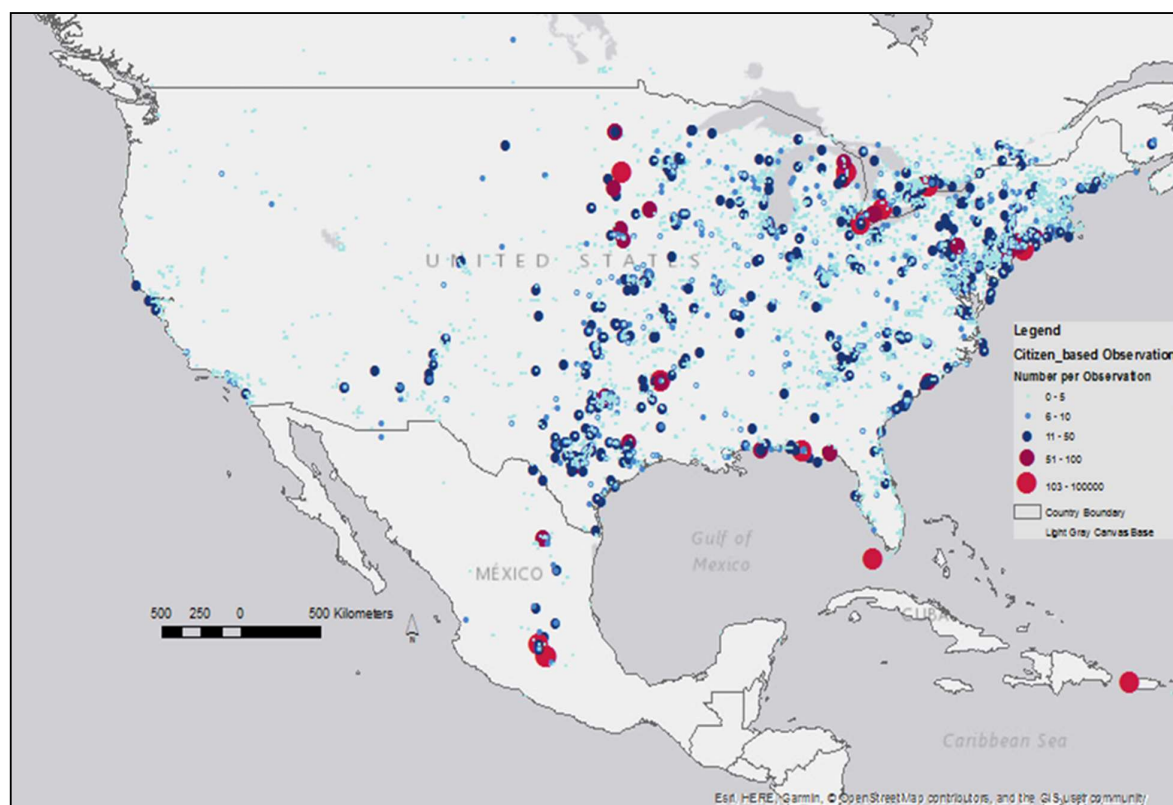 UNITED STATES
Legend
Citizen_based Observation
Number per Observation
0 - 5
6 - 10
11 - 50
51 - 100
103 - 100000
Country Boundary
Light Gray Canvas Base
Gulf of
Mexico
MÉXICO
500 250 0 500 Kilometers
N
CUBA
Caribbean Sea
Esri, HERE, Garmin, © OpenStreetMap contributors, and the GIS user community